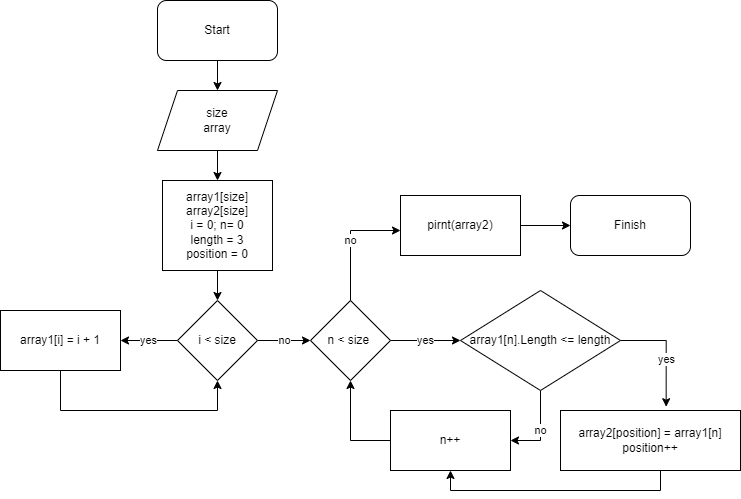 Start
size
array
array1[size]
array2[size]
i = 0; n= 0
length = 3
position = 0
array1[i] = i + 1
yes
i < size
no
n < size
no
pirnt(array2)
Finish
yes
array1[n].Length <= length
yes
no
n++
array2[position] = array1[n]
position++